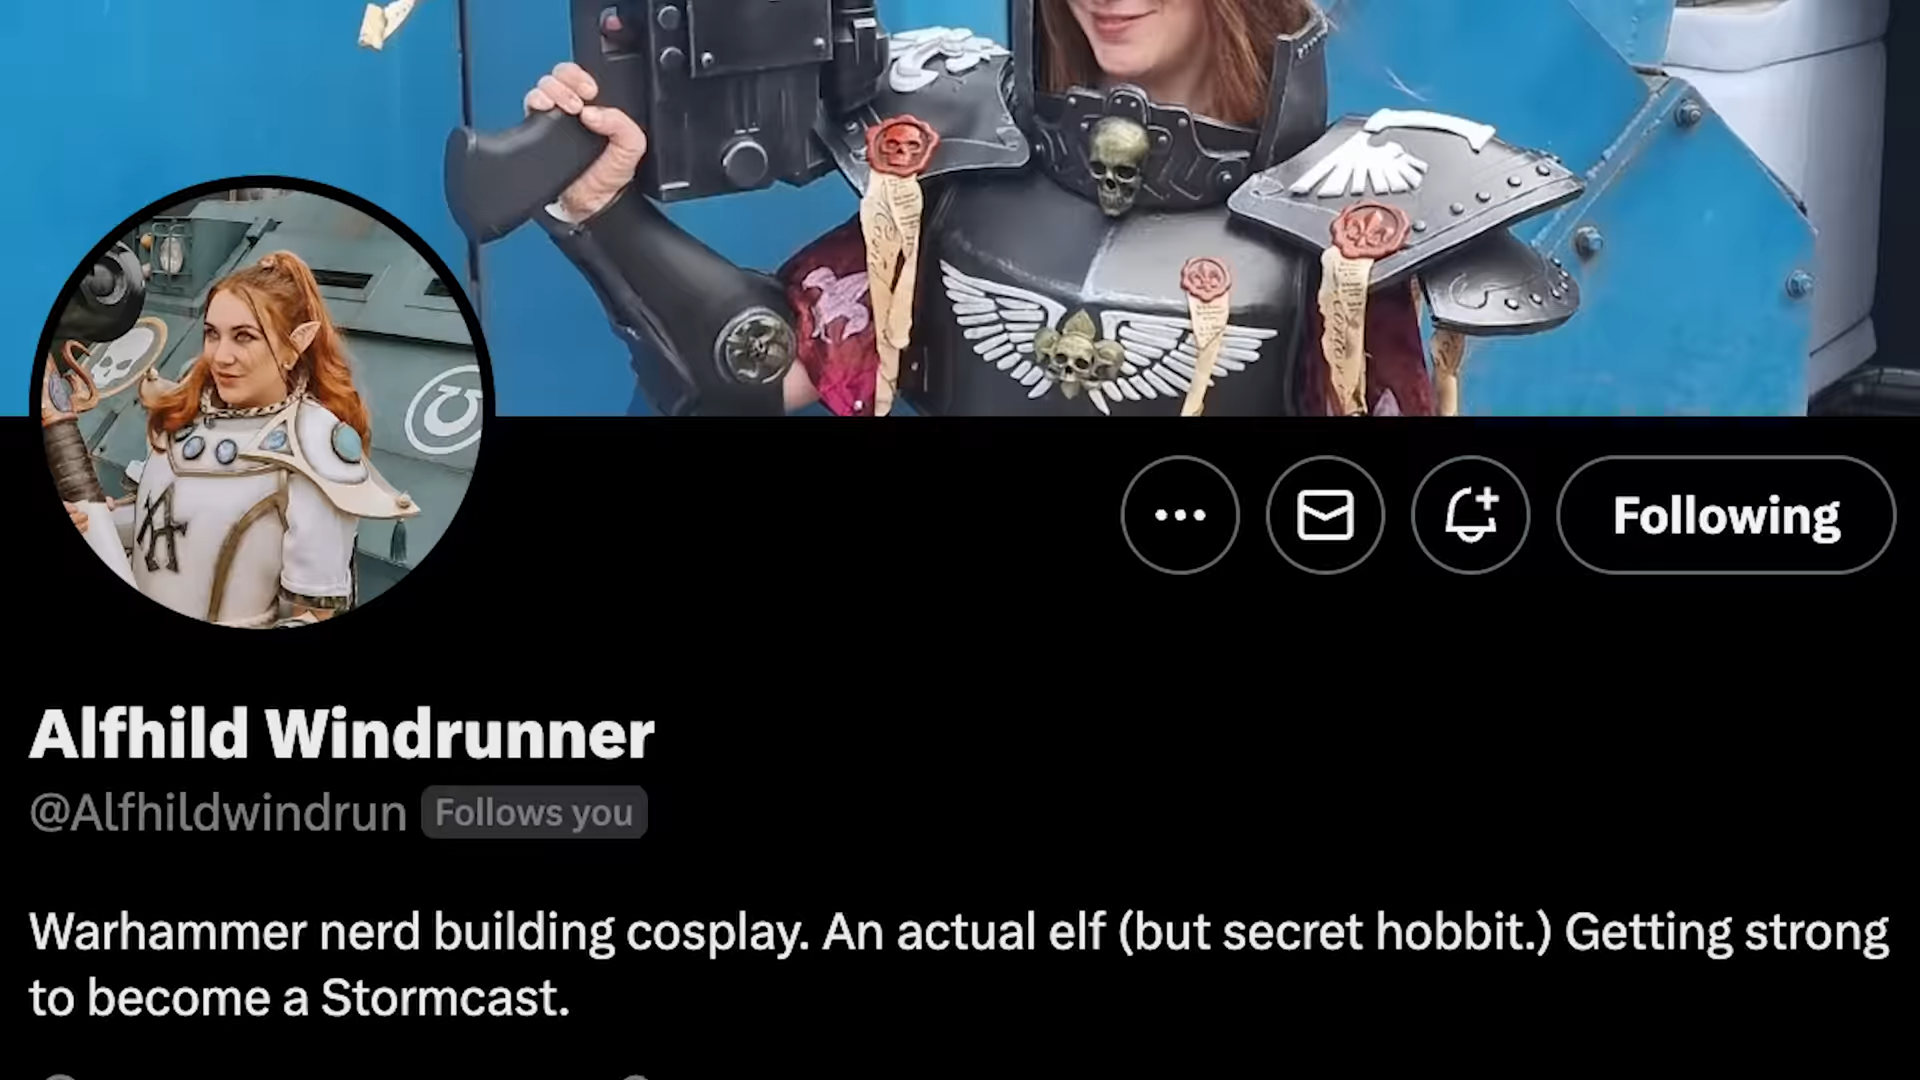 Following
Alfhild Windrunner
@Alfhildwindrun Follows you
Warhammer nerd building cosplay. An actual elf (but secret hobbit.) Getting strong
to become a Stormcast.